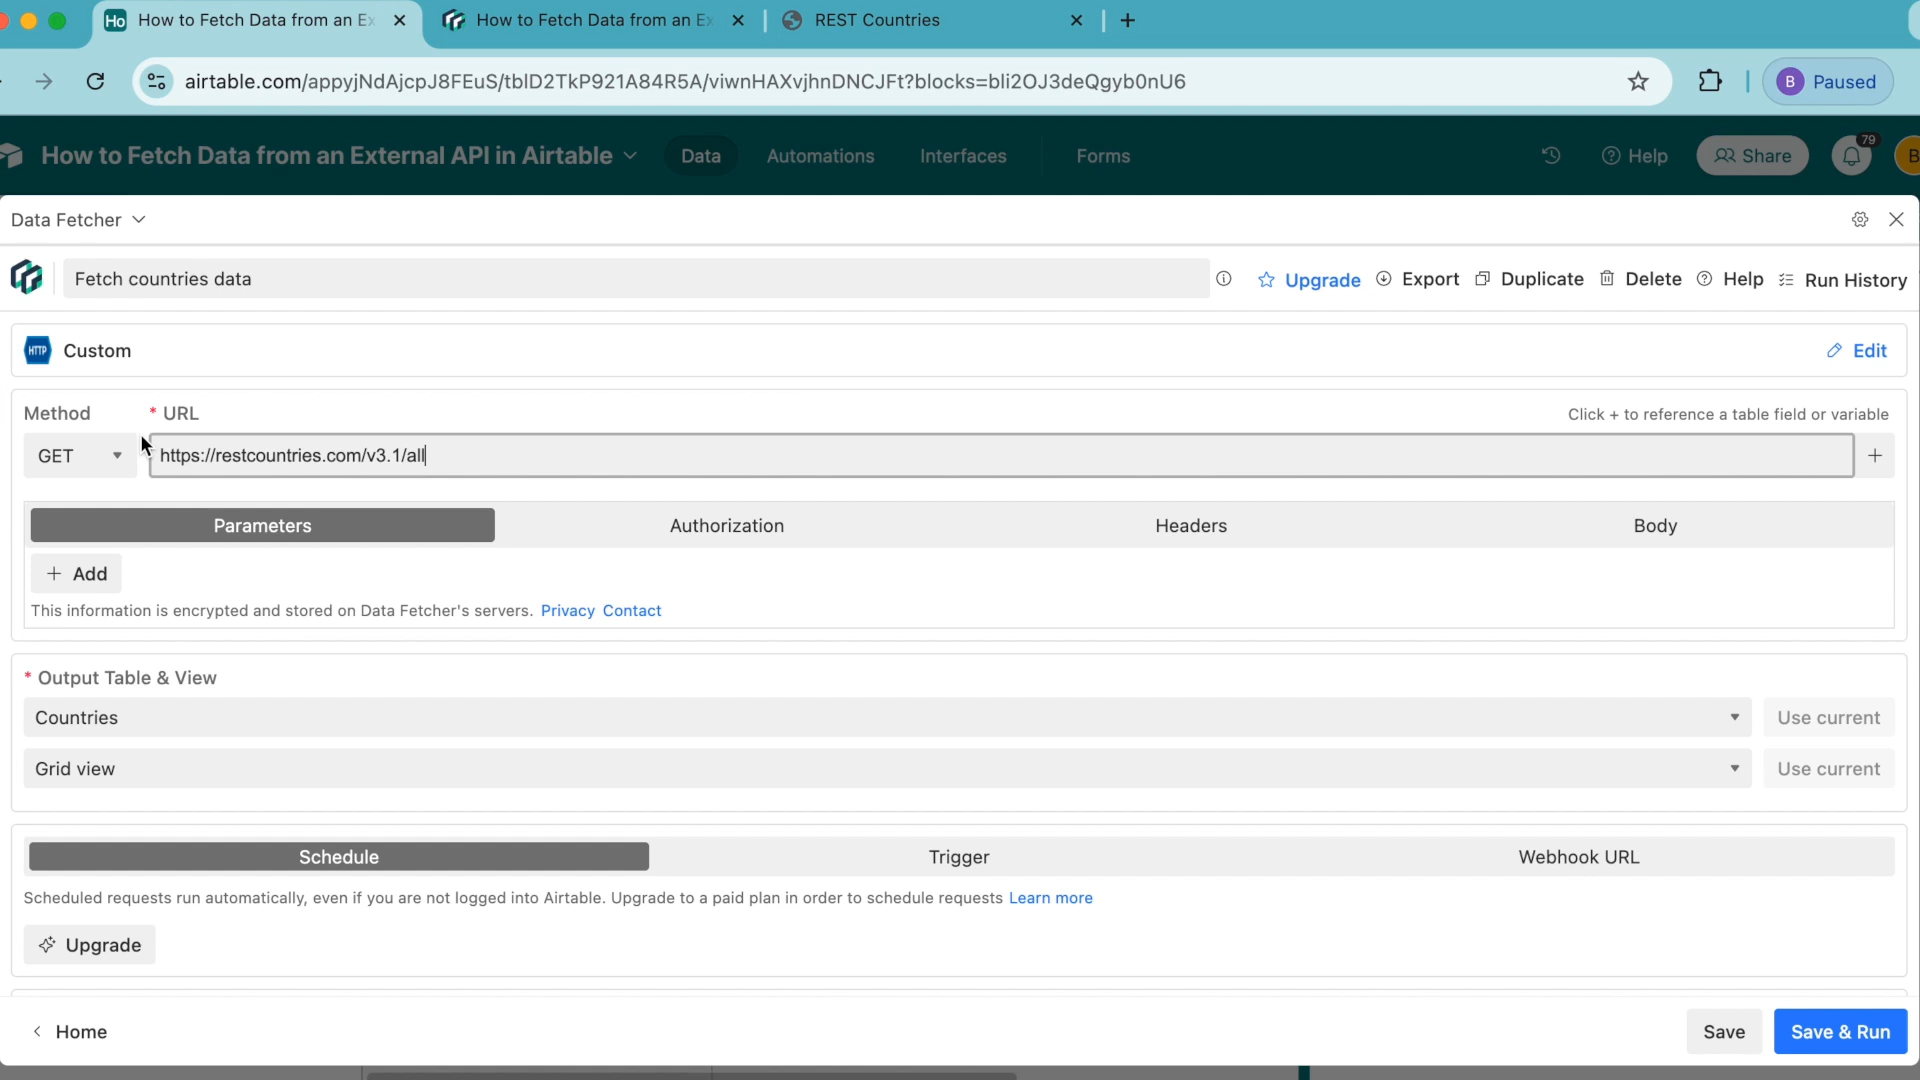 Ho How to Fetch Data from an Ex
How to Fetch Data from an Ex
REST Countries
airtable.com/appyjNdAjcpJ8FEuS/tblD2TkP921A84R5A/viwnHAXvjhnDNCJFt?blocks=bli2OJ3deQgyb0nU6
B Paused
How to Fetch Data from an External API in Airtable
Data
Automations
Interfaces
Forms
Help
Share
79
B
Data Fetcher
Fetch countries data
Upgrade
Export
Duplicate
Delete
Help
Run History
HTTP Custom
Edit
Method
* URL
Click + to reference a table field or variable
GET
https://restcountries.com/v3.1/all
+
Parameters
Authorization
Headers
Body
+ Add
This information is encrypted and stored on Data Fetcher's servers. Privacy Contact
* Output Table & View
Countries
Use current
Grid view
Use current
Schedule
Trigger
Webhook URL
Scheduled requests run automatically, even if you are not logged into Airtable. Upgrade to a paid plan in order to schedule requests Learn more
Upgrade
Home
Save
Save & Run